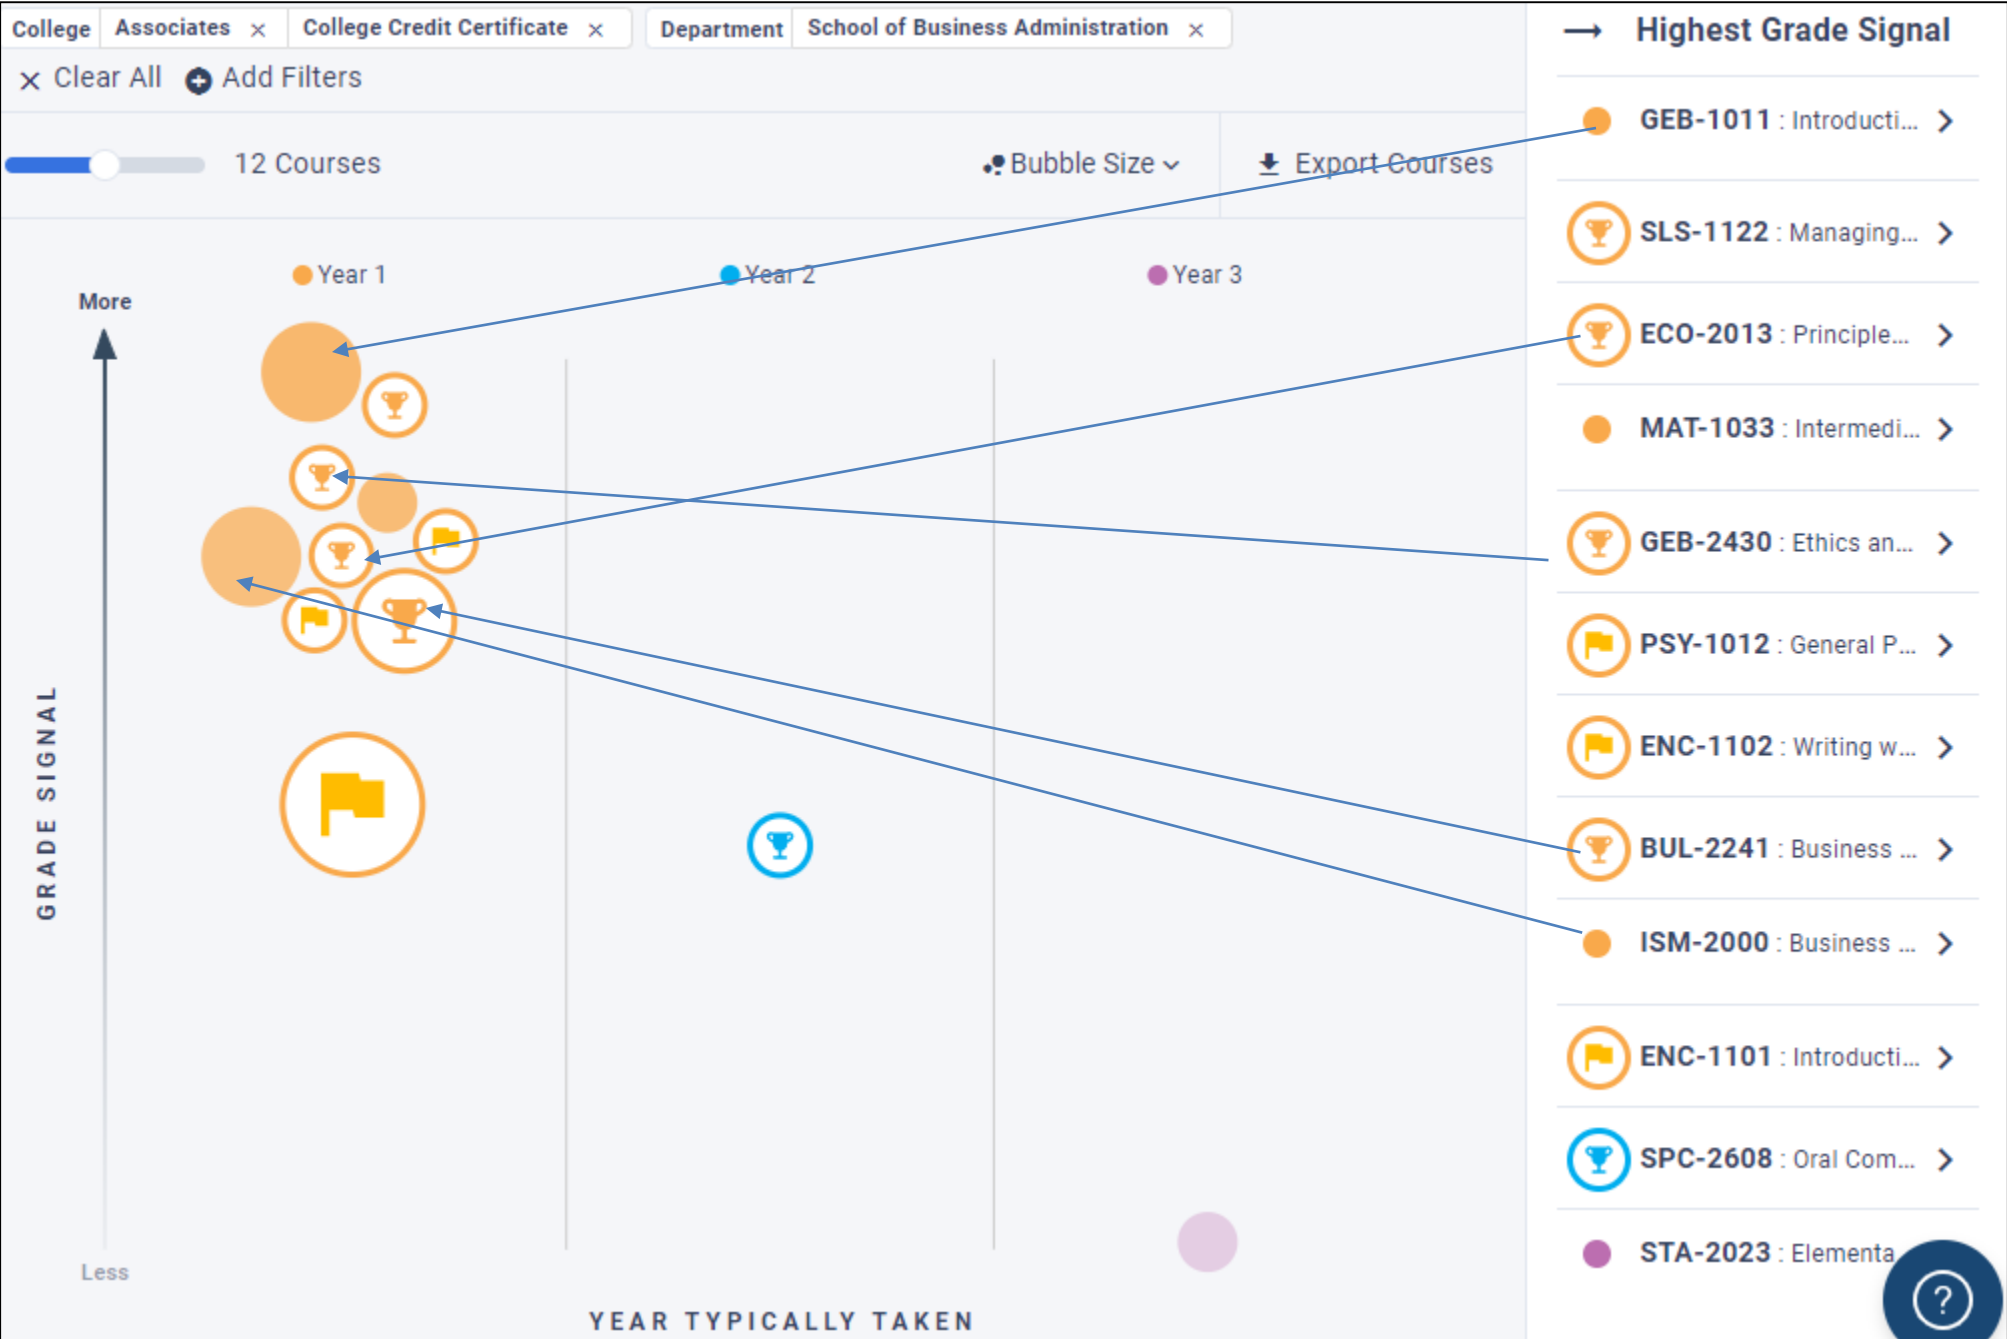 College Associates × College Credit Certificate × Department School of Business Administration ×
× Clear All + Add Filters
12 Courses Bubble Size Export Courses
Year 1 Year 2 Year 3
More
GRADE SIGNAL
Less
YEAR TYPICALLY TAKEN
→ Highest Grade Signal
GEB-1011 : Introducti...
SLS-1122 : Managing...
ECO-2013 : Principle...
MAT-1033 : Intermedi...
GEB-2430 : Ethics an...
PSY-1012 : General P...
ENC-1102 : Writing w...
BUL-2241 : Business ...
ISM-2000 : Business ...
ENC-1101 : Introducti...
SPC-2608 : Oral Com...
STA-2023 : Elementa
?